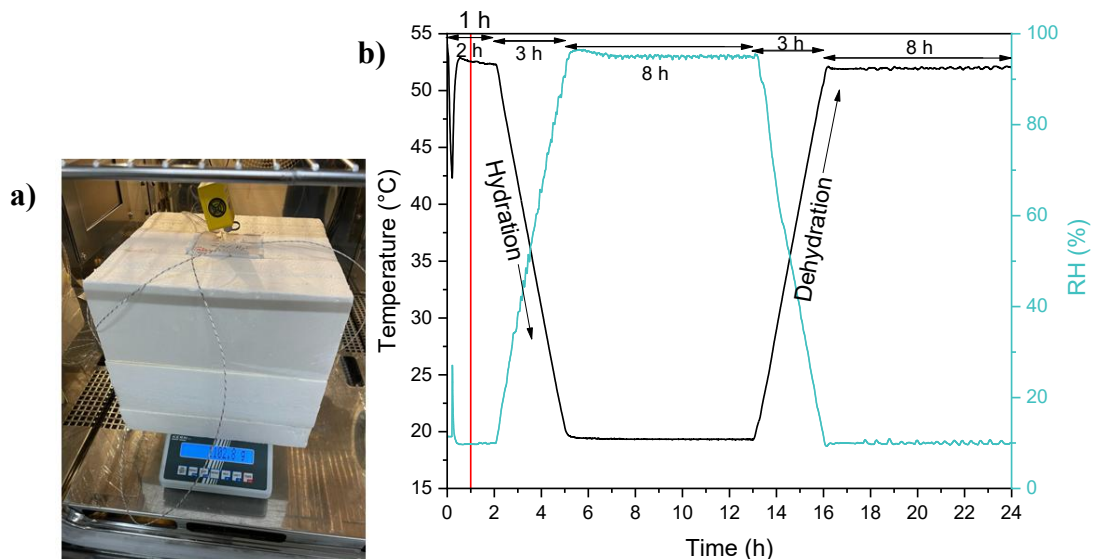 a)
b)
1 h
2 h
3 h
8 h
3 h
8 h
Hydration
Dehydration
Temperature (°C)
55
50
45
40
35
30
25
20
15
RH (%)
100
80
60
40
20
0
0 2 4 6 8 10 12 14 16 18 20 22 24
Time (h)